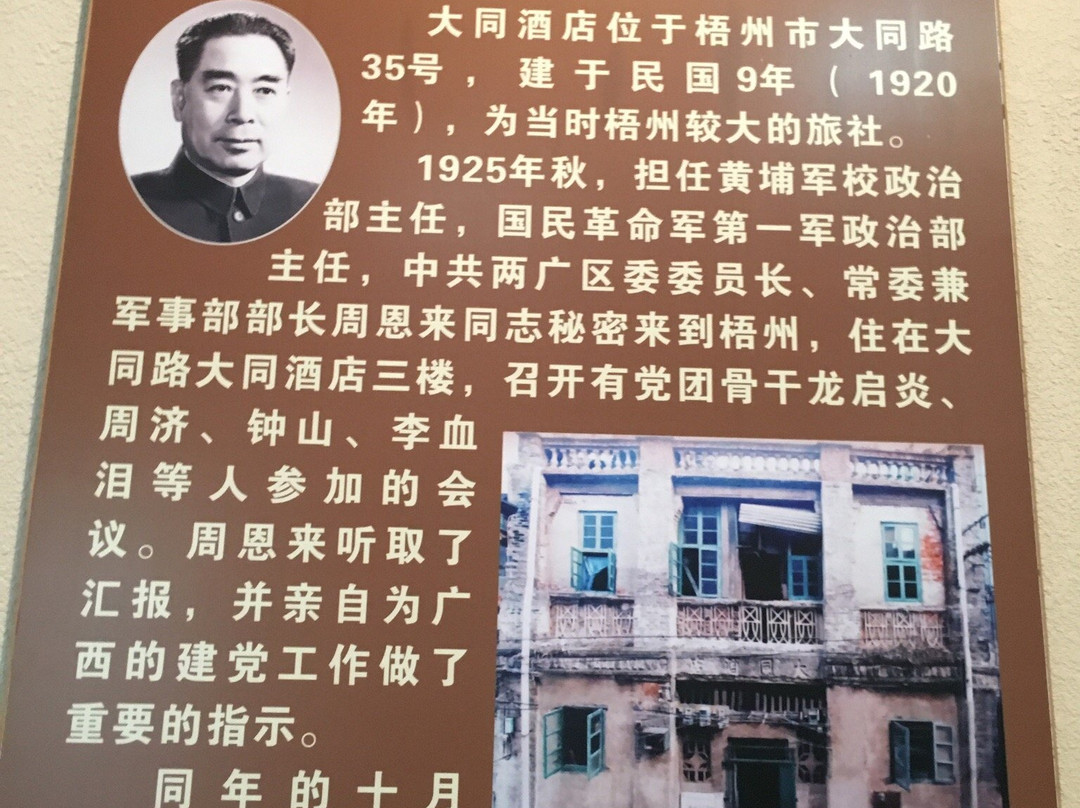 大同酒店位于梧州市大同路
35号，建于民国9年（1920
年），为当时梧州较大的旅社。
1925年秋，担任黄埔军校政治
部主任，国民革命军第一军政治部
主任，中共两广区委委员长、常委兼
军事部部长周恩来同志秘密来到梧州，住在大
同路大同酒店三楼，召开有党团骨干龙启炎、
周济、钟山、李血
泪等人参加的会
议。周恩来听取了
汇报，并亲自为广
西的建党工作做了
重要的指示。
同年的十月
店酒同大